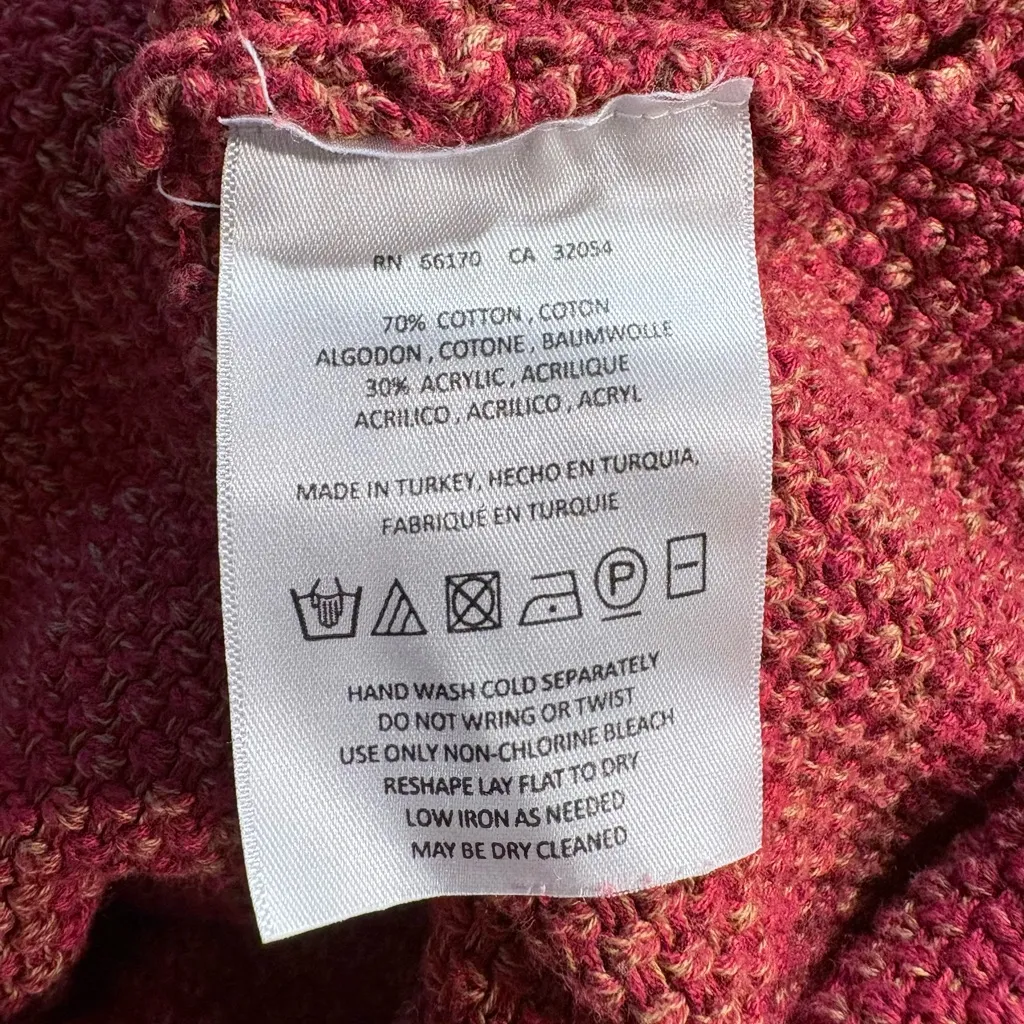 RN 66170 CA 32054
70% COTTON , COTON
ALGODON , COTONE , BAUMWOLLE
30% ACRYLIC , ACRILIQUE
ACRILICO , ACRILICO , ACRYL
MADE IN TURKEY, HECHO EN TURQUIA,
FABRIQUE EN TURQUIE
P
HAND WASH COLD SEPARATELY
DO NOT WRING OR TWIST
USE ONLY NON-CHLORINE BLEACH
RESHAPE LAY FLAT TO DRY
LOW IRON AS NEEDED
MAY BE DRY CLEANED